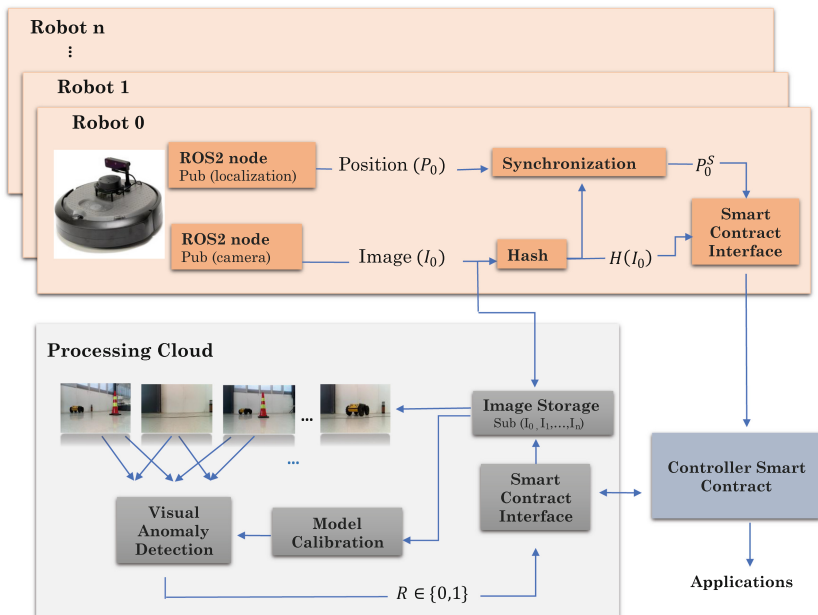 Robot n
⋮
Robot 1
Robot 0
ROS2 node
Pub (localization)
Position (P₀)
Synchronization
P₀ˢ
ROS2 node
Pub (camera)
Image (I₀)
Hash
H(I₀)
Smart
Contract
Interface
Processing Cloud
...
...
Image Storage
Sub (I₀, I₁,...,Iₙ)
Smart
Contract
Interface
Controller Smart
Contract
Visual
Anomaly
Detection
Model
Calibration
R ∈ {0,1}
Applications